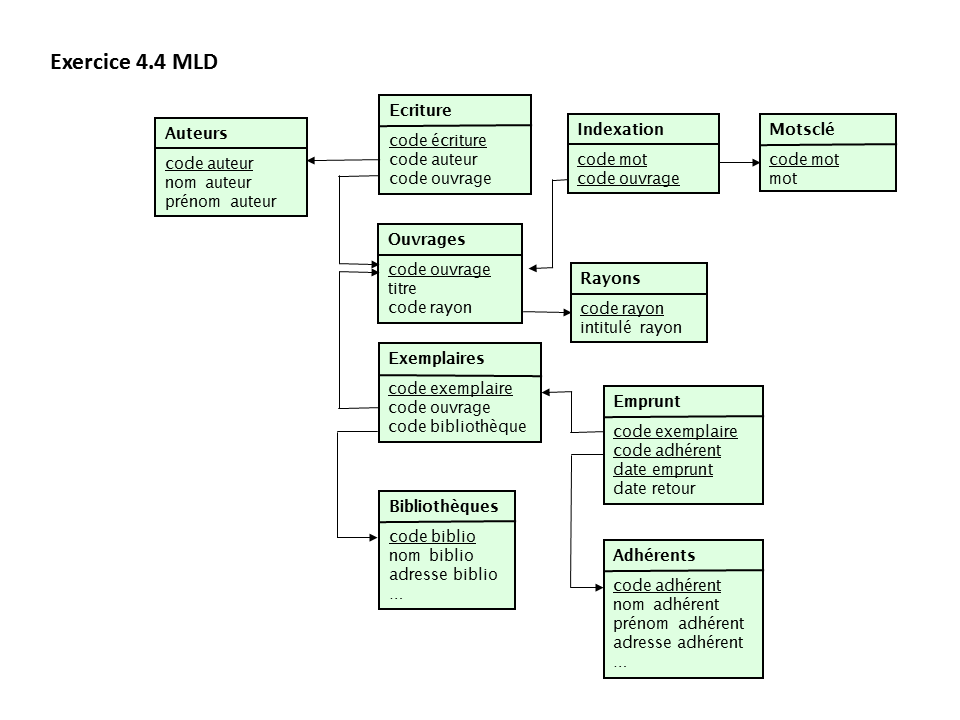 Exercice 4.4 MLD
Auteurs
code auteur
nom auteur
prénom auteur
Ecriture
code écriture
code auteur
code ouvrage
Indexation
code mot
code ouvrage
Motsclé
code mot
mot
Ouvrages
code ouvrage
titre
code rayon
Rayons
code rayon
intitulé rayon
Exemplaires
code exemplaire
code ouvrage
code bibliothèque
Emprunt
code exemplaire
code adhérent
date emprunt
date retour
Bibliothèques
code biblio
nom biblio
adresse biblio
...
Adhérents
code adhérent
nom adhérent
prénom adhérent
adresse adhérent
...